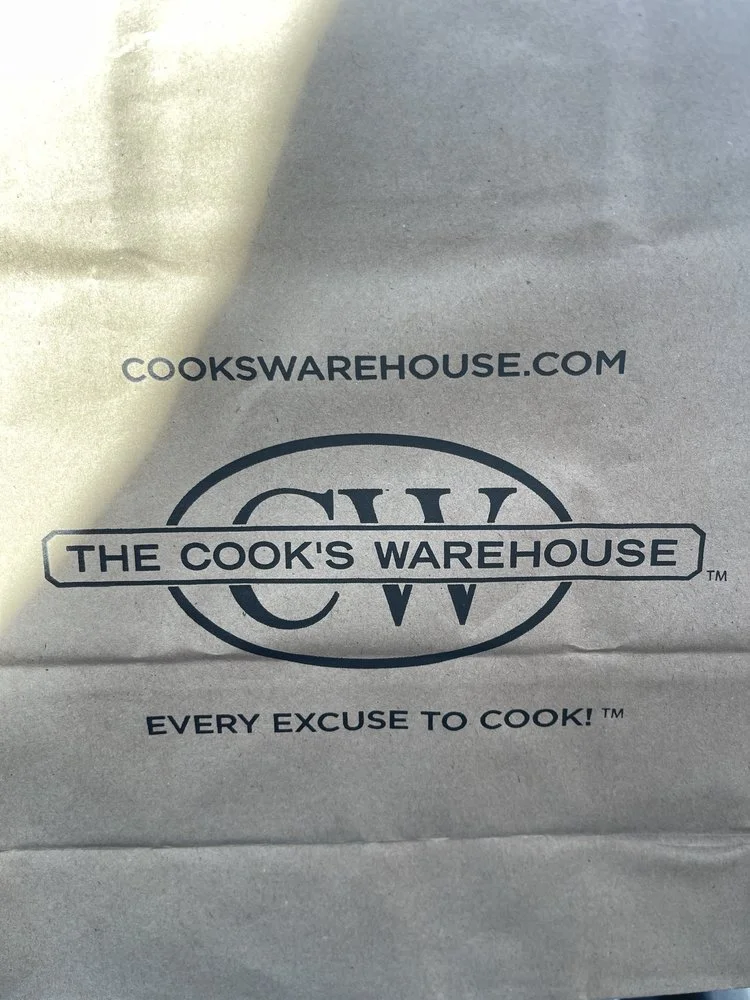 COOKSWAREHOUSE.COM
CW
THE COOK'S WAREHOUSE ™
EVERY EXCUSE TO COOK! ™